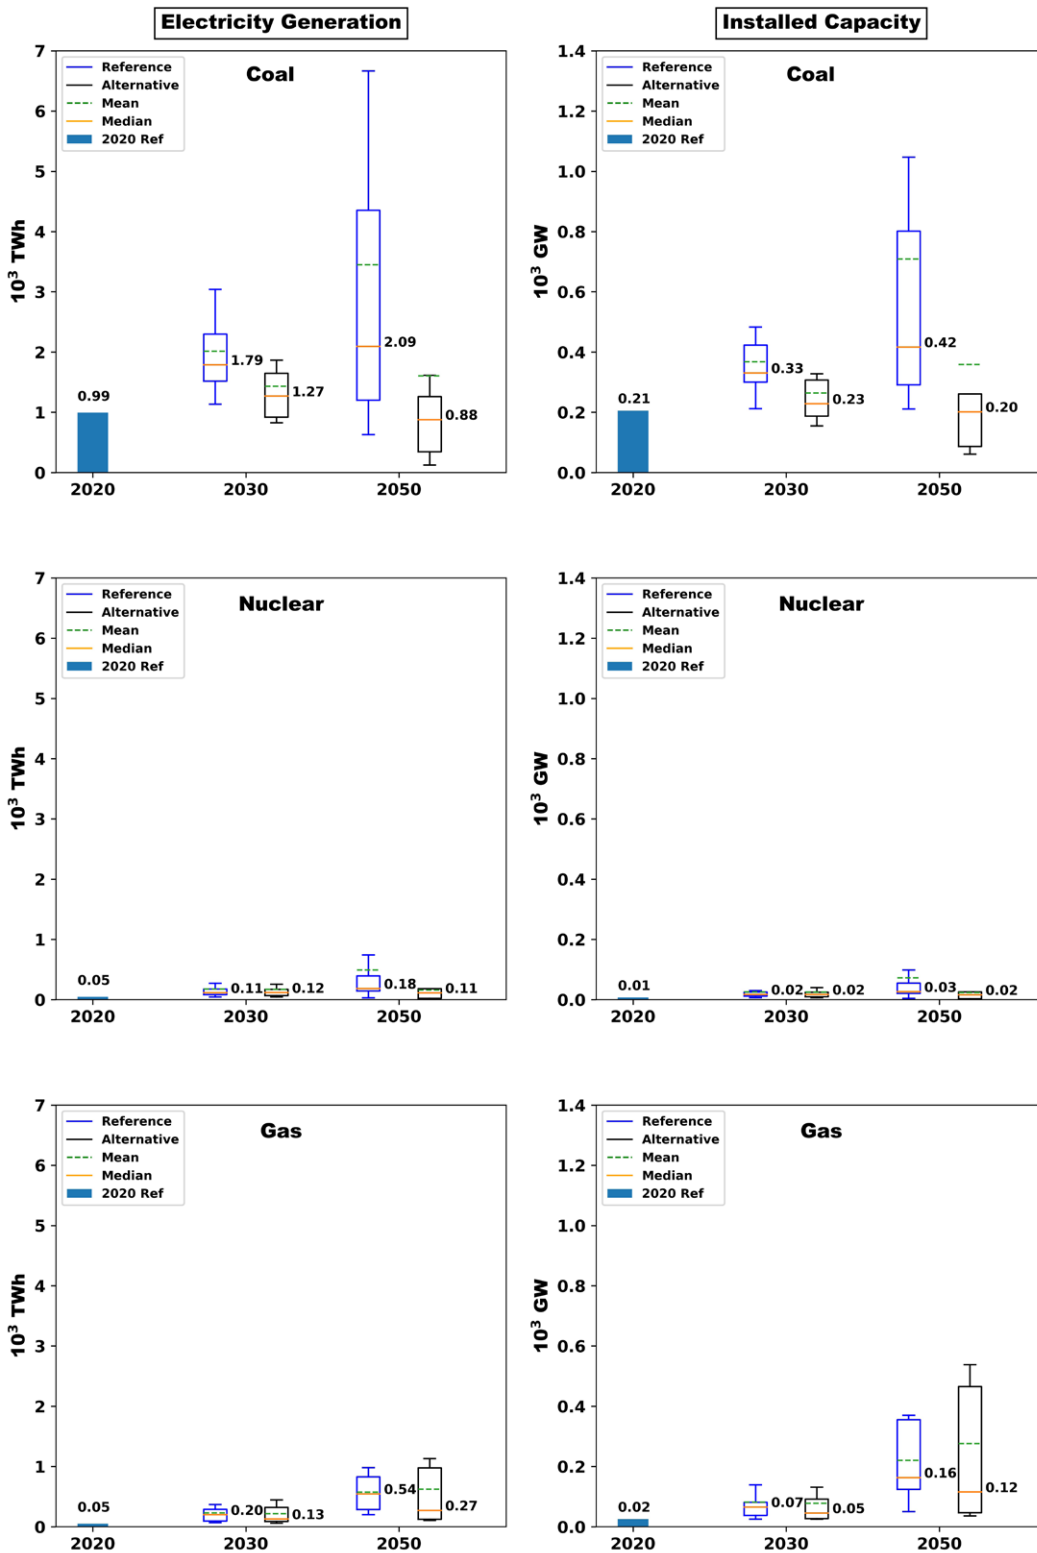 Electricity Generation
Installed Capacity
Coal
Reference
Alternative
Mean
Median
2020 Ref
10³ TWh
7
6
5
4
3
2
1
0
0.99
1.79
1.27
2.09
0.88
2020
2030
2050
Coal
Reference
Alternative
Mean
Median
2020 Ref
10³ GW
1.4
1.2
1.0
0.8
0.6
0.4
0.2
0.0
0.21
0.33
0.23
0.42
0.20
2020
2030
2050
Nuclear
Reference
Alternative
Mean
Median
2020 Ref
10³ TWh
7
6
5
4
3
2
1
0
0.05
0.11
0.12
0.18
0.11
2020
2030
2050
Nuclear
Reference
Alternative
Mean
Median
2020 Ref
10³ GW
1.4
1.2
1.0
0.8
0.6
0.4
0.2
0.0
0.01
0.02
0.02
0.03
0.02
2020
2030
2050
Gas
Reference
Alternative
Mean
Median
2020 Ref
10³ TWh
7
6
5
4
3
2
1
0
0.05
0.20
0.13
0.54
0.27
2020
2030
2050
Gas
Reference
Alternative
Mean
Median
2020 Ref
10³ GW
1.4
1.2
1.0
0.8
0.6
0.4
0.2
0.0
0.02
0.07
0.05
0.16
0.12
2020
2030
2050